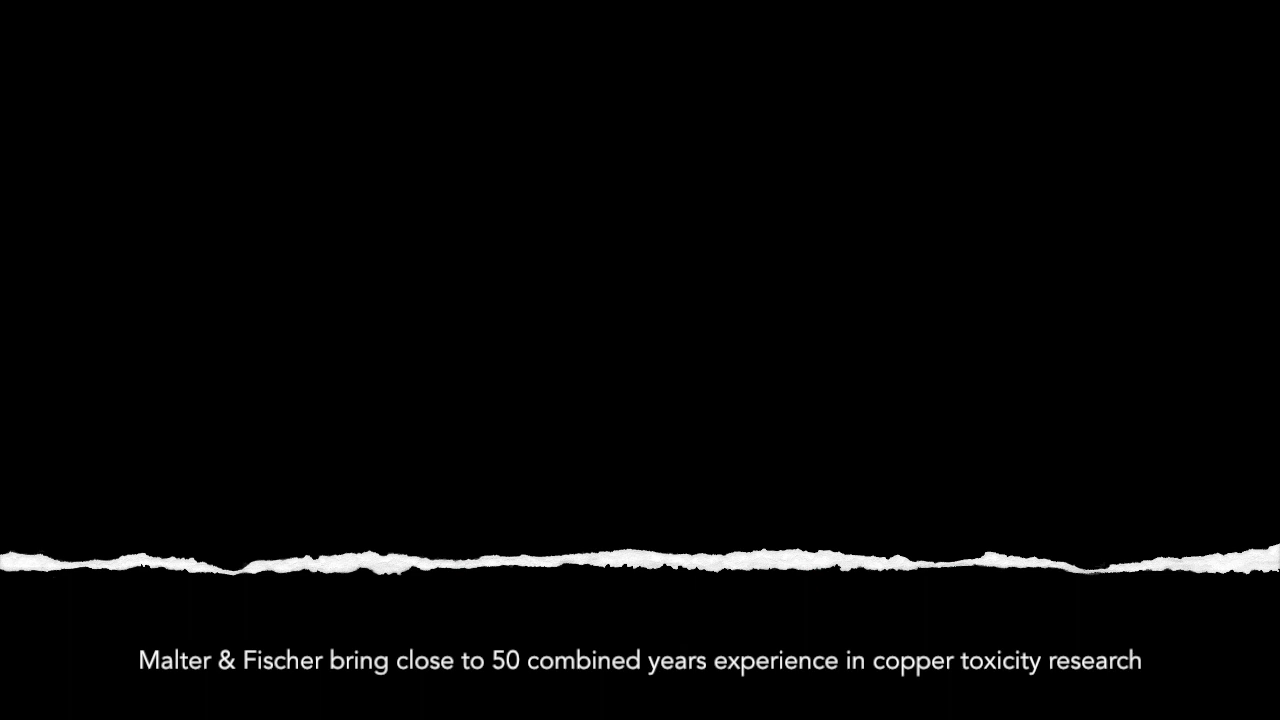 Malter & Fischer bring close to 50 combined years experience in copper toxicity research